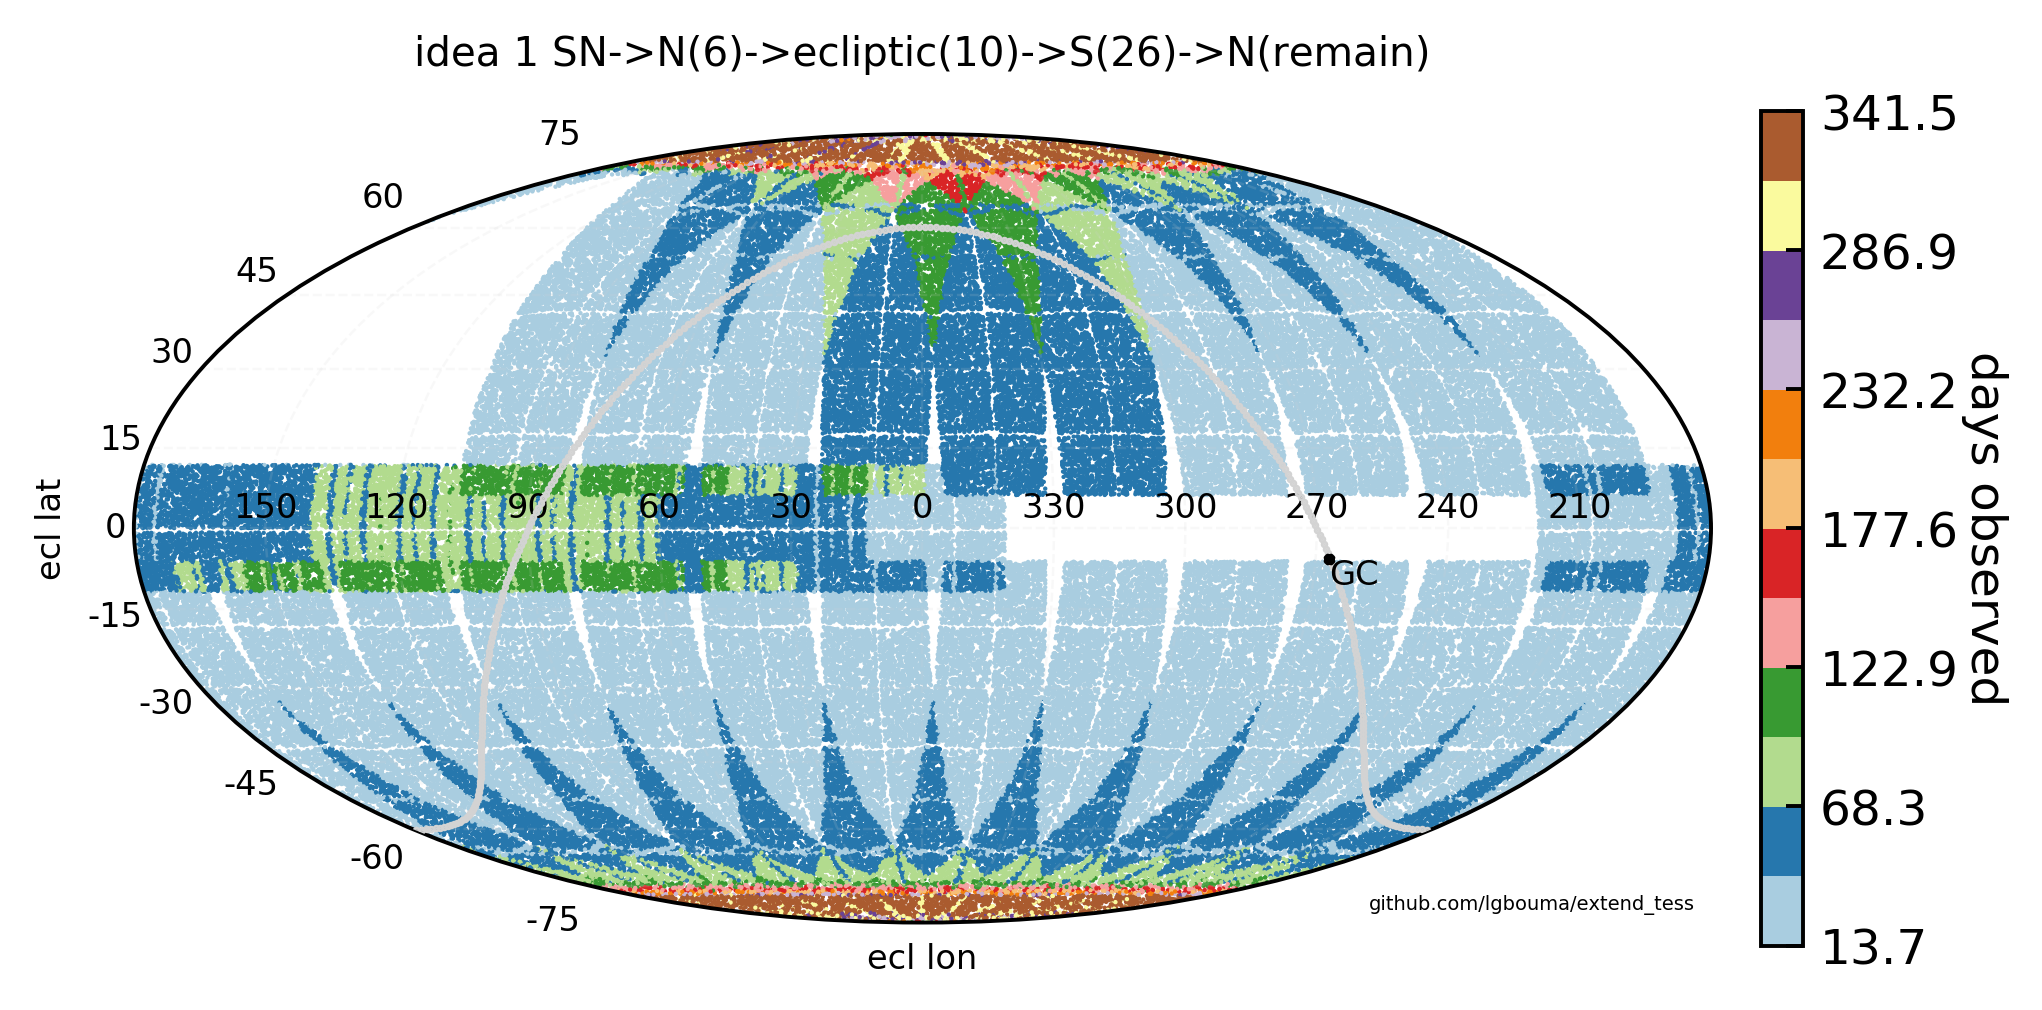 idea 1 SN->N(6)->ecliptic(10)->S(26)->N(remain)
75
60
45
30
15
0
-15
-30
-45
-60
-75
ecl lat
150 120 90 60 30 0 330 300 270 240 210
GC
ecl lon
github.com/lgbouma/extend_tess
341.5
286.9
232.2
177.6
122.9
68.3
13.7
days observed